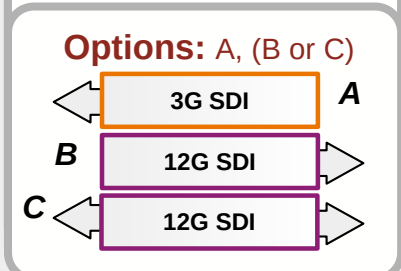 Options: A, (B or C)
3G SDI A
B 12G SDI
C 12G SDI